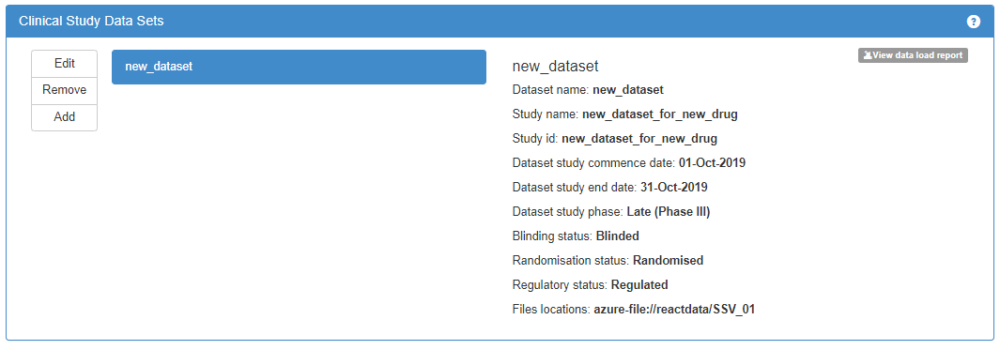 Clinical Study Data Sets
Edit
Remove
Add
new_dataset
View data load report
new_dataset
Dataset name: new_dataset
Study name: new_dataset_for_new_drug
Study id: new_dataset_for_new_drug
Dataset study commence date: 01-Oct-2019
Dataset study end date: 31-Oct-2019
Dataset study phase: Late (Phase III)
Blinding status: Blinded
Randomisation status: Randomised
Regulatory status: Regulated
Files locations: azure-file://reactdata/SSV_01